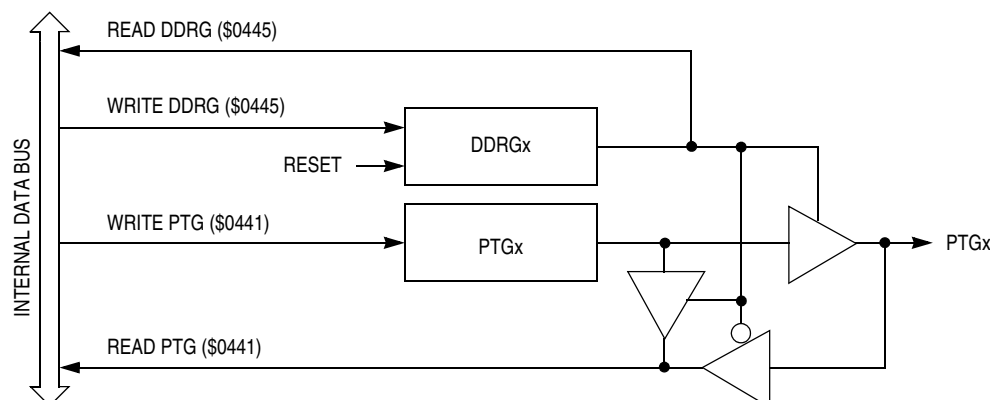 READ DDRG ($0445)
WRITE DDRG ($0445)
DDRGx
RESET
INTERNAL DATA BUS
WRITE PTG ($0441)
PTGx
PTGx
READ PTG ($0441)